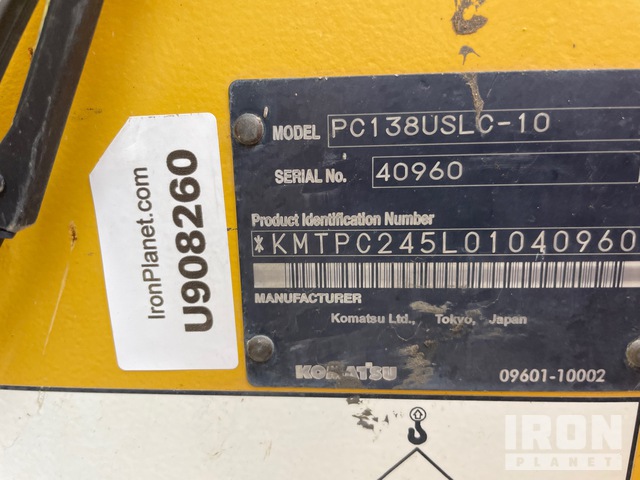 IronPlanet.com
U908260
MODEL PC138USLC-10
SERIAL No. 40960
Product Identification Number
*KMTPC245L01040960
MANUFACTURER
Komatsu Ltd., Tokyo, Japan
KOMATSU 09601-10002
IRON
PLANET